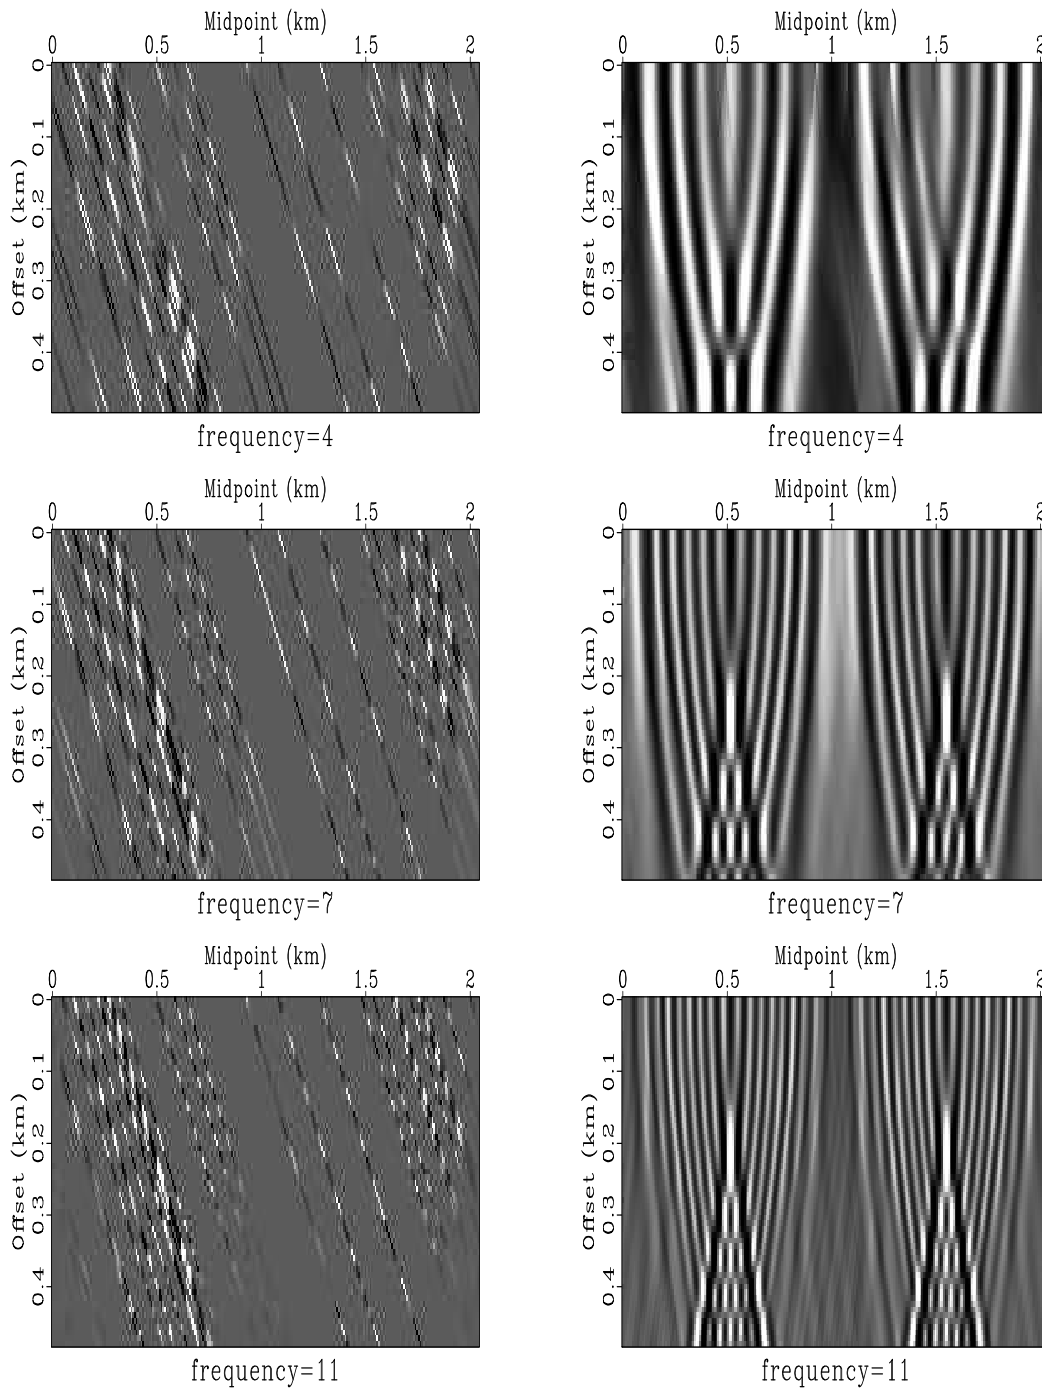 Midpoint (km) Midpoint (km)
0 0.5 1 1.5 2 0 0.5 1 1.5 2
Offset (km) Offset (km)
0 0.1 0.2 0.3 0.4 0 0.1 0.2 0.3 0.4
frequency=4 frequency=4
Midpoint (km) Midpoint (km)
0 0.5 1 1.5 2 0 0.5 1 1.5 2
Offset (km) Offset (km)
0 0.1 0.2 0.3 0.4 0 0.1 0.2 0.3 0.4
frequency=7 frequency=7
Midpoint (km) Midpoint (km)
0 0.5 1 1.5 2 0 0.5 1 1.5 2
Offset (km) Offset (km)
0 0.1 0.2 0.3 0.4 0 0.1 0.2 0.3 0.4
frequency=11 frequency=11